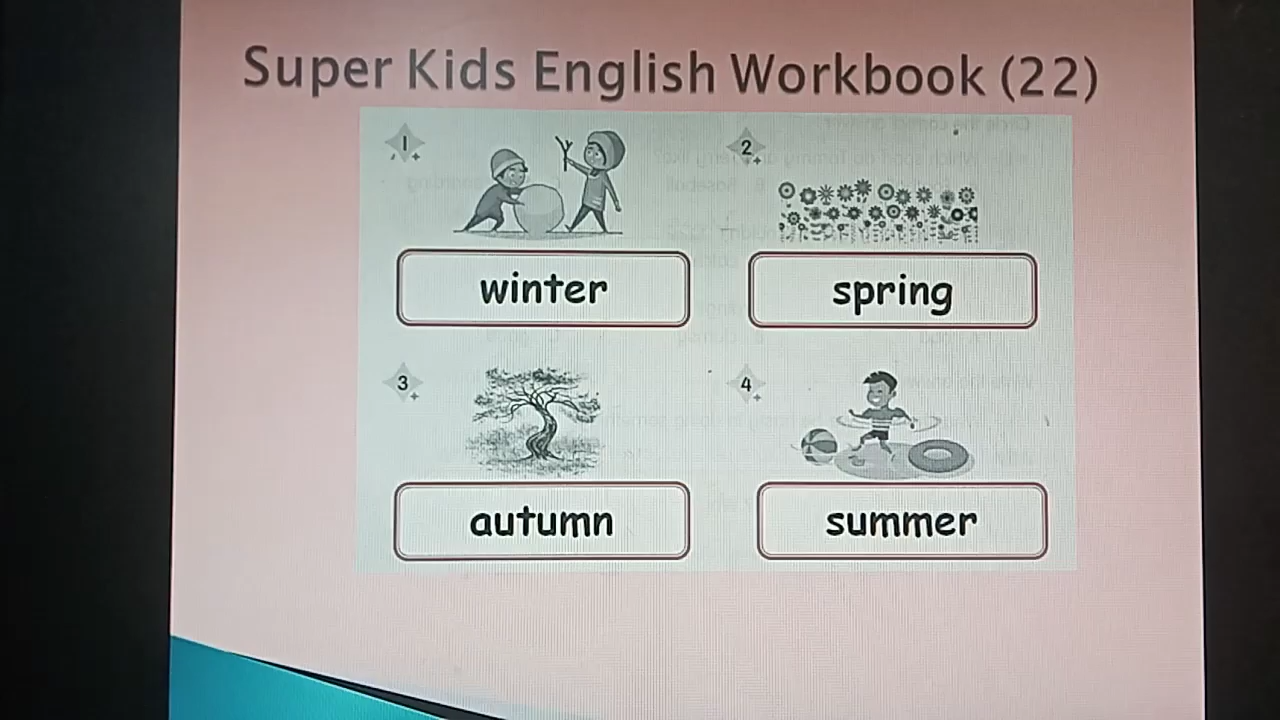 Super Kids English Workbook (22)
1
2
winter
spring
3
4
autumn
summer